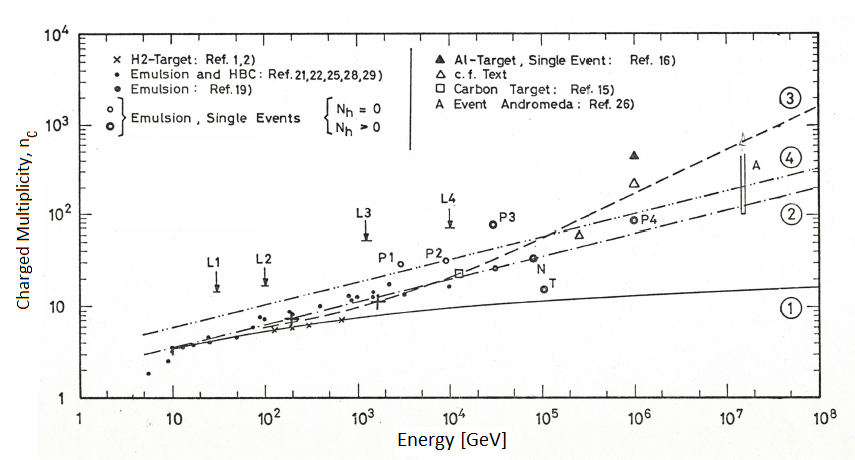 10⁴
10³
10²
10
1
Charged Multiplicity, nC
H2-Target: Ref. 1,2)
Emulsion and HBC: Ref. 21,22,25,28,29)
Emulsion: Ref. 19)
Emulsion, Single Events
Nh = 0
Nh > 0
Al-Target, Single Event: Ref. 16)
c.f. Text
Carbon Target: Ref. 15)
A Event Andromeda: Ref. 26)
3
4
A
2
1
L1
L2
L3
L4
P1
P2
P3
P4
N
T
1
10
10²
10³
10⁴
10⁵
10⁶
10⁷
10⁸
Energy [GeV]